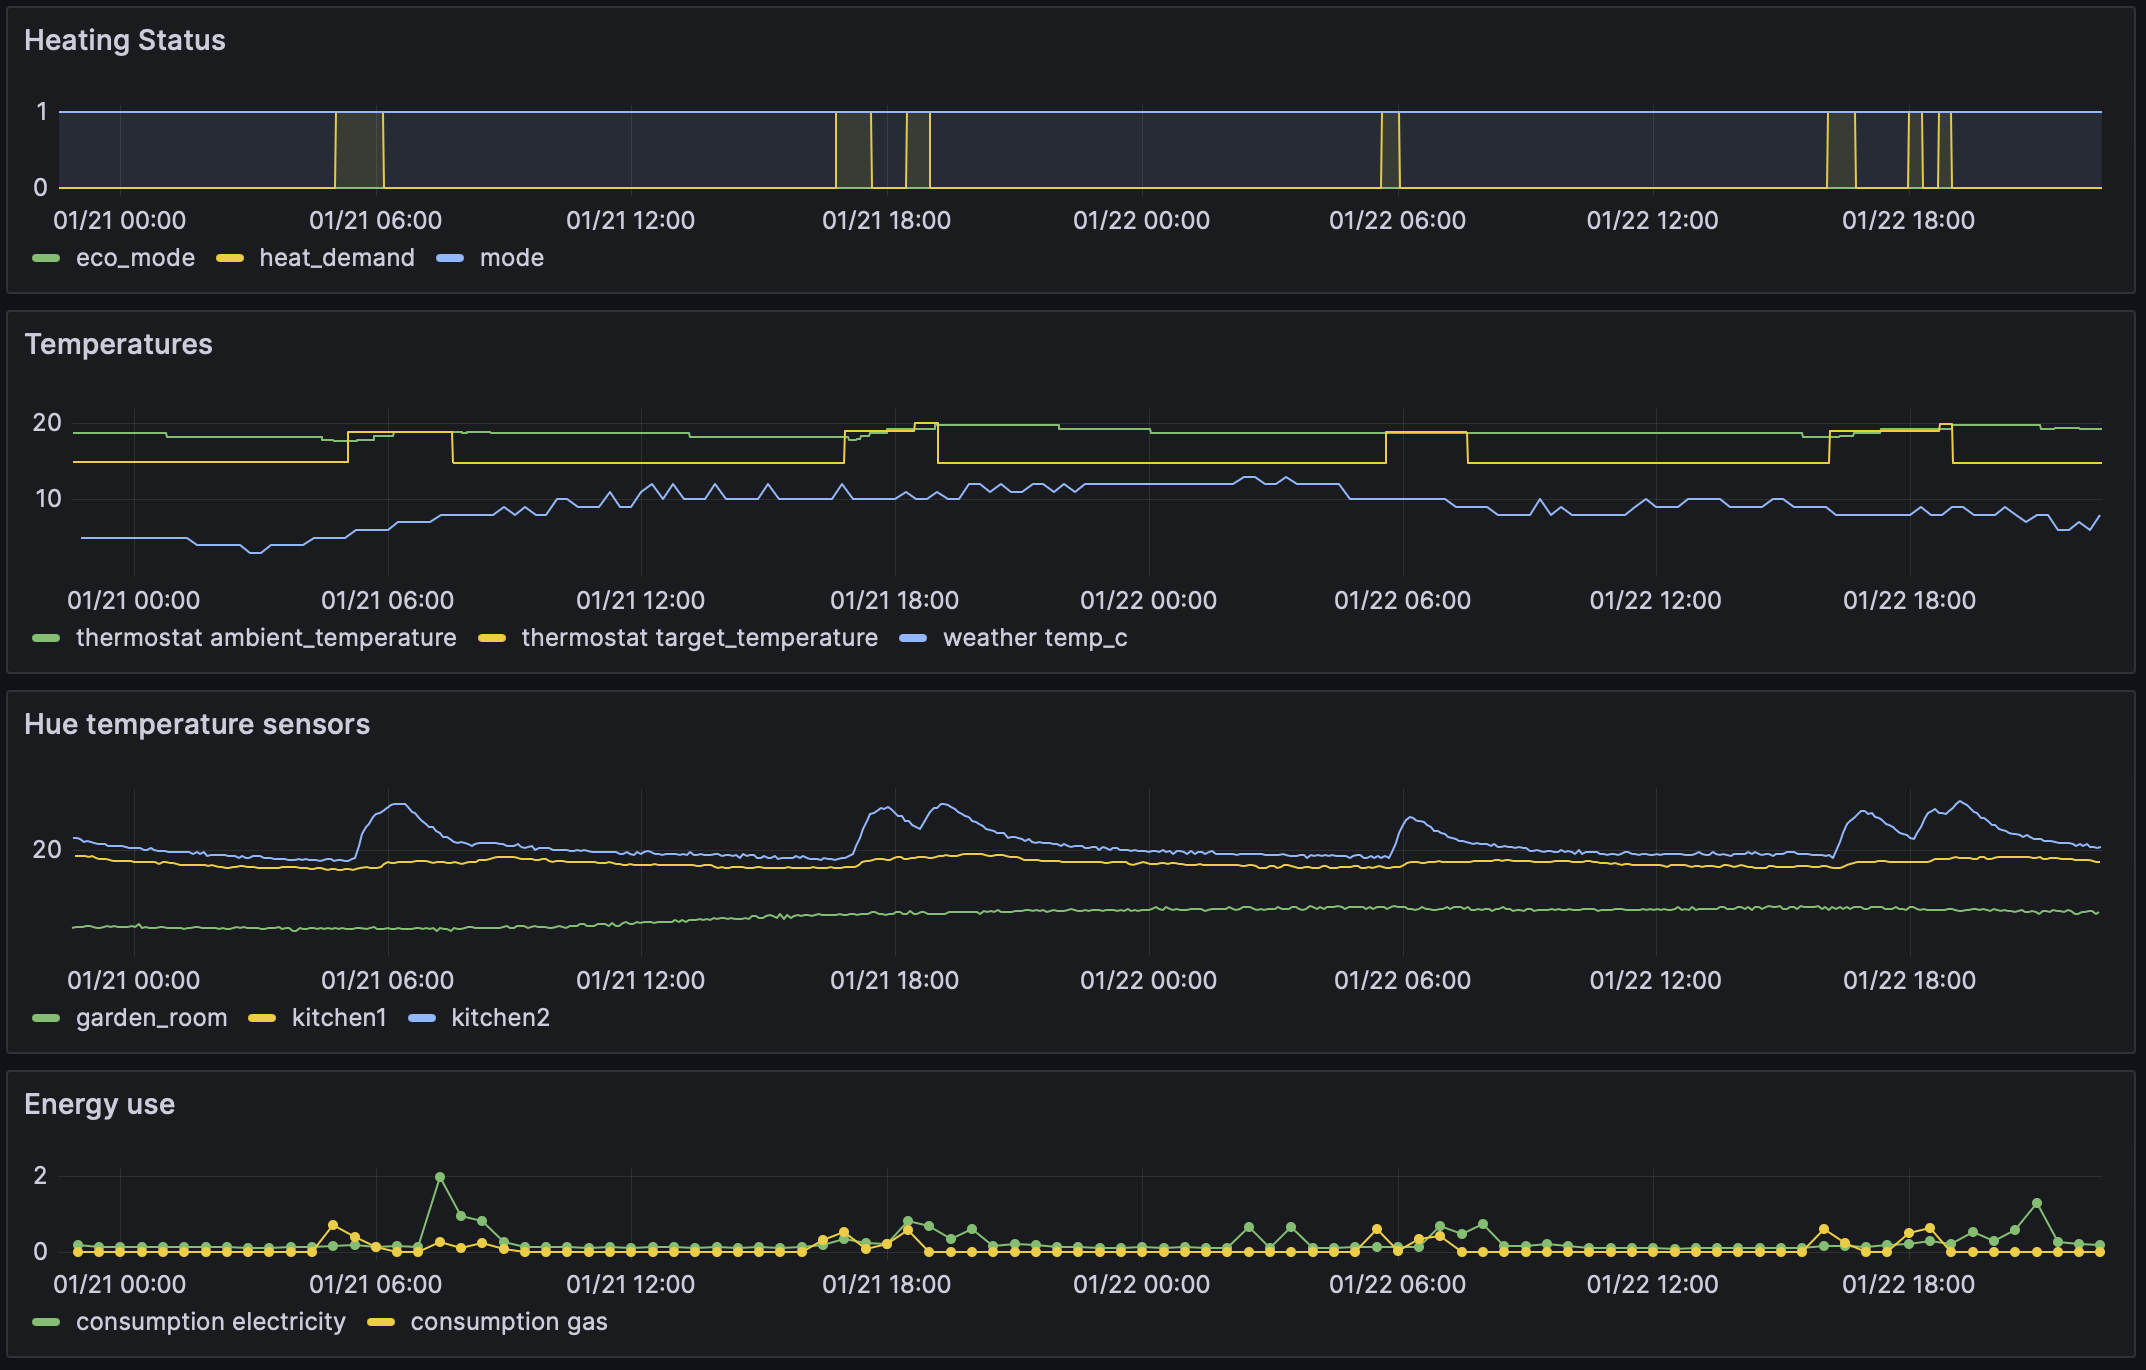 Heating Status
1
0
01/21 00:00 01/21 06:00 01/21 12:00 01/21 18:00 01/22 00:00 01/22 06:00 01/22 12:00 01/22 18:00
eco_mode heat_demand mode
Temperatures
20
10
01/21 00:00 01/21 06:00 01/21 12:00 01/21 18:00 01/22 00:00 01/22 06:00 01/22 12:00 01/22 18:00
thermostat ambient_temperature thermostat target_temperature weather temp_c
Hue temperature sensors
20
01/21 00:00 01/21 06:00 01/21 12:00 01/21 18:00 01/22 00:00 01/22 06:00 01/22 12:00 01/22 18:00
garden_room kitchen1 kitchen2
Energy use
2
0
01/21 00:00 01/21 06:00 01/21 12:00 01/21 18:00 01/22 00:00 01/22 06:00 01/22 12:00 01/22 18:00
consumption electricity consumption gas